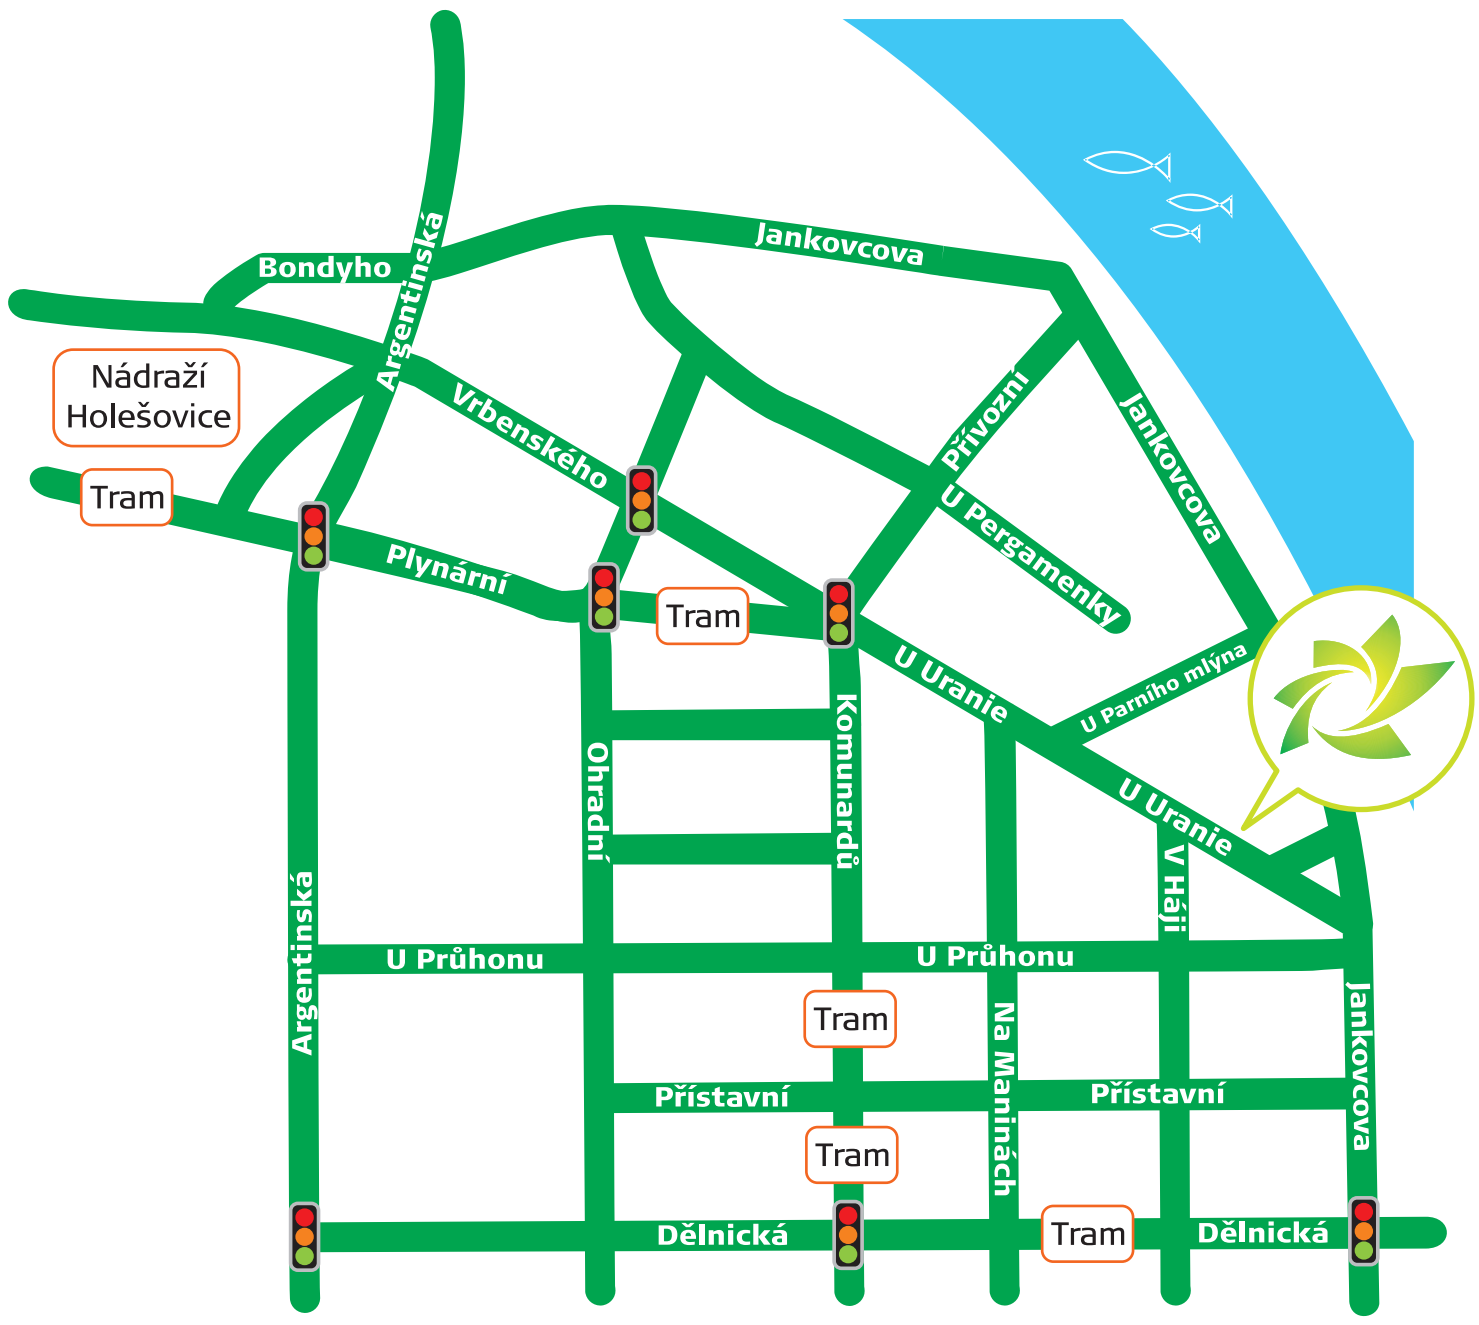 Argentinská
Jankovcova
Bondyho
Nádraží
Holešovice
Vrbenského
Přívozní
Jankovcova
Tram
U Pergamenky
Plynární
Tram
U Uranie
U Parního mlýna
Komunardů
Ohradní
U Uranie
V Háji
Argentinská
U Průhonu
U Průhonu
Tram
Na Maninách
Jankovcova
Přístavní
Přístavní
Tram
Dělnická
Tram
Dělnická